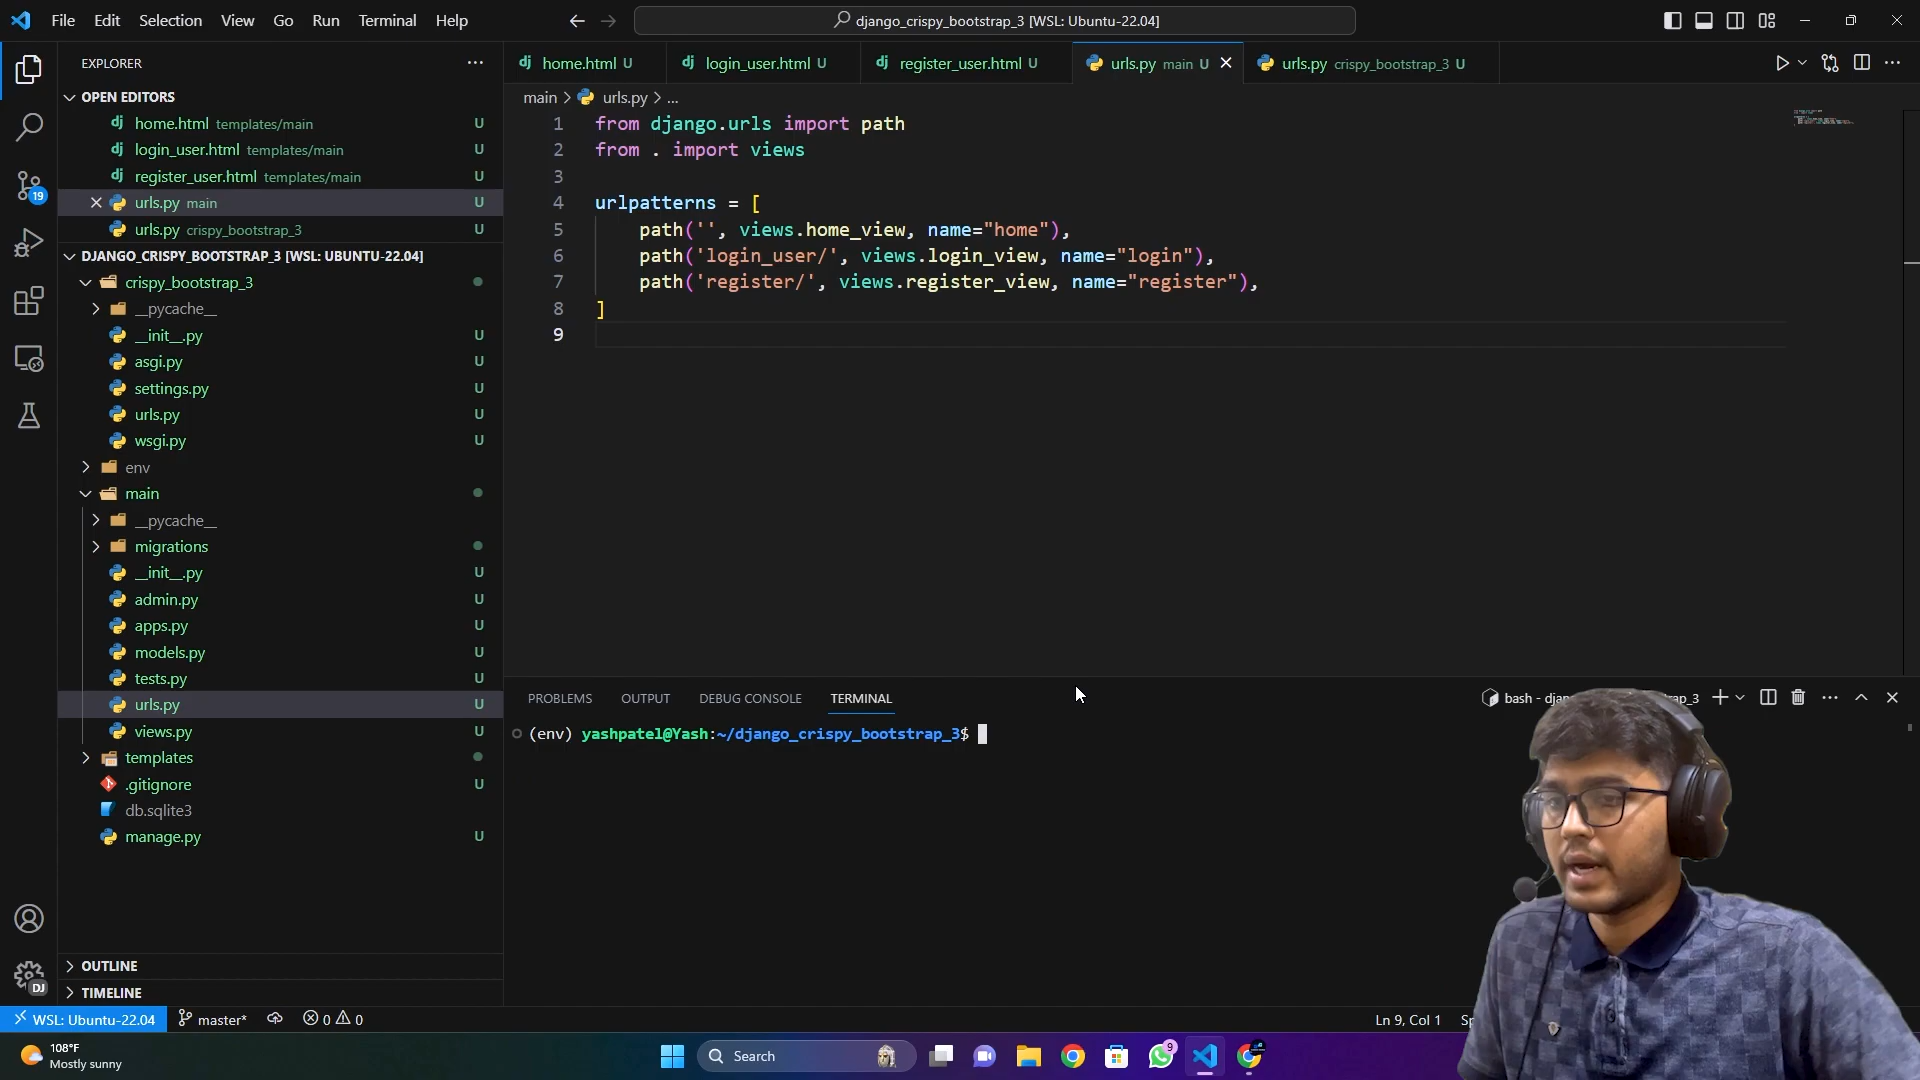 File Edit Selection View Go Run Terminal Help
django_crispy_bootstrap_3 [WSL: Ubuntu-22.04]
EXPLORER
home.html U
login_user.html U
register_user.html U
urls.py main U
urls.py crispy_bootstrap_3 U
OPEN EDITORS
home.html templates/main U
login_user.html templates/main U
register_user.html templates/main U
urls.py main U
urls.py crispy_bootstrap_3 U
DJANGO_CRISPY_BOOTSTRAP_3 [WSL: UBUNTU-22.04]
crispy_bootstrap_3
__pycache__
__init__.py U
asgi.py U
settings.py U
urls.py U
wsgi.py U
env
main
__pycache__
migrations
__init__.py U
admin.py U
apps.py U
models.py U
tests.py U
urls.py U
views.py U
templates
.gitignore U
db.sqlite3
manage.py U
OUTLINE
TIMELINE
19
DJ
main > urls.py > ...
1 from django.urls import path
2 from . import views
3
4 urlpatterns = [
5 path('', views.home_view, name="home"),
6 path('login_user/', views.login_view, name="login"),
7 path('register/', views.register_view, name="register"),
8 ]
9
PROBLEMS OUTPUT DEBUG CONSOLE TERMINAL
bash - djan
_3
(env) yashpatel@Yash:~/django_crispy_bootstrap_3$
WSL: Ubuntu-22.04 master* 0 0
Ln 9, Col 1
108°F
Mostly sunny
Search
9